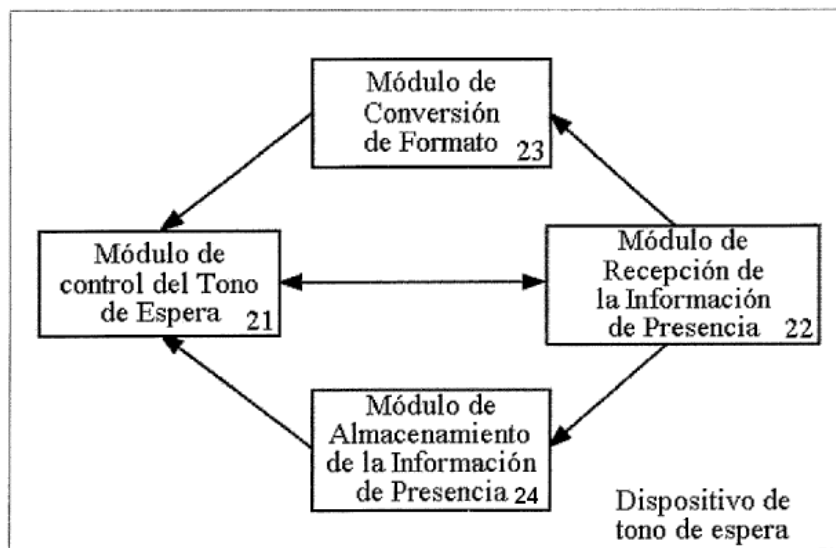 Módulo de
Conversión
de Formato 23
Módulo de
control del Tono
de Espera 21
Módulo de
Recepción de
la Información
de Presencia 22
Módulo de
Almacenamiento
de la Información
de Presencia 24
Dispositivo de
tono de espera